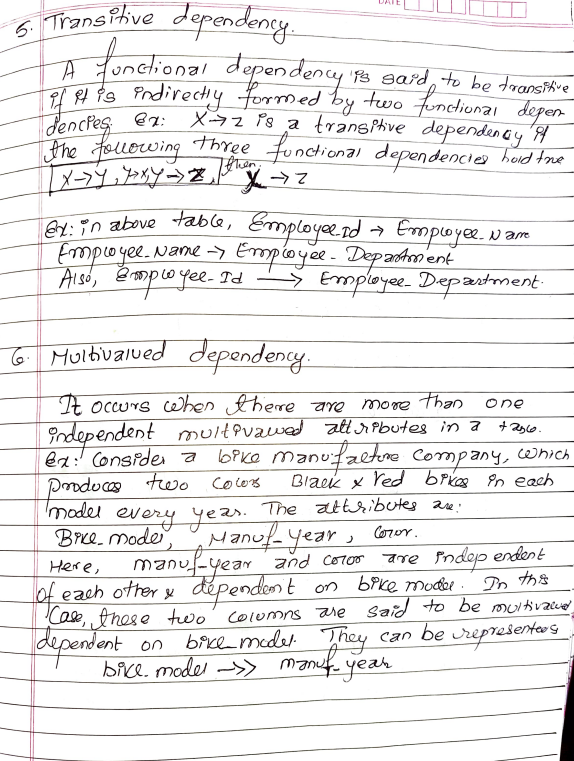 DATE
5. Transitive dependency.
A functional dependency is said to be transitive
if it is indirectly formed by two functional depen-
dencies ex: X→Z is a transitive dependency if
the following three functional dependencies hold true
X→Y, Y→Z, then X→Z
ex: in above table, Employee_Id → Employee_Name
Employee_Name → Employee_Department
Also, Employee_Id → Employee_Department.
6. Multivalued dependency.
It occurs when there are more than one
independent multivalued attributes in a table.
ex: Consider a bike manufacture company, which
produces two colors Black & red bikes in each
model every year. The attributes are:
Bike_model, Manuf_year, Color.
Here, manuf_year and color are independent
of each other & dependent on bike model. In this
Case, these two columns are said to be multivalued
dependent on bike_model. They can be represented
bike_model →> manuf_year